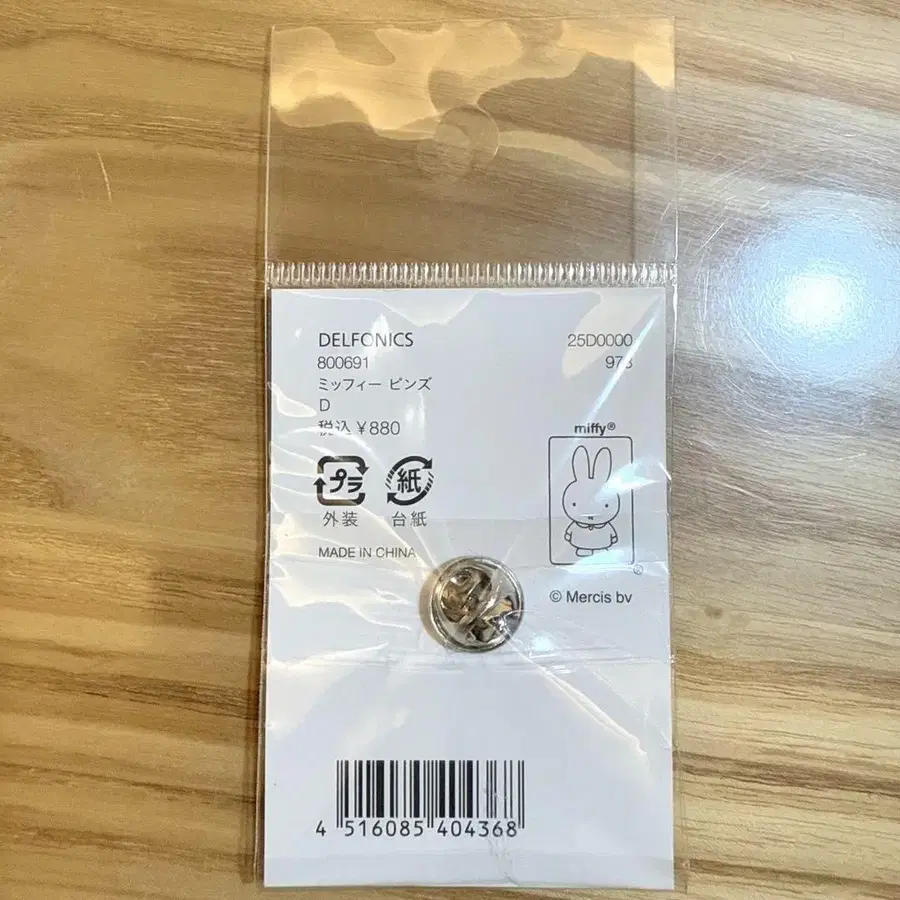 DELFONICS
800691
ミッフィー ピンズ
D
税込 ¥880
25D0000
978
プラ
外装
紙
台紙
MADE IN CHINA
miffy®
®
© Mercis bv
4 516085 404368